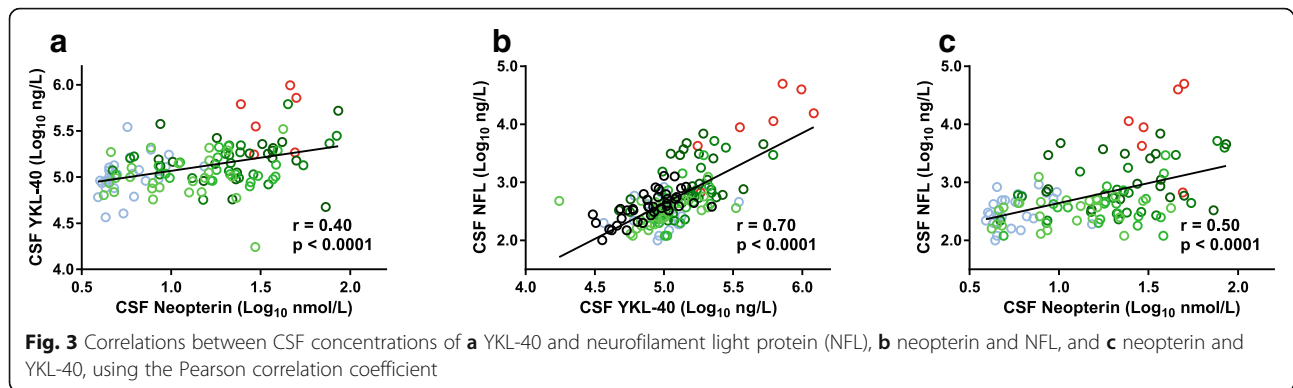 a
b
c
CSF YKL-40 (Log10 ng/L)
6.0
5.5
5.0
4.5
4.0
r = 0.40
p < 0.0001
0.5 1.0 1.5 2.0
CSF Neopterin (Log10 nmol/L)
CSF NFL (Log10 ng/L)
5.0
4.0
3.0
2.0
r = 0.70
p < 0.0001
4.0 4.5 5.0 5.5 6.0
CSF YKL-40 (Log10 ng/L)
CSF NFL (Log10 ng/L)
5.0
4.0
3.0
2.0
r = 0.50
p < 0.0001
0.5 1.0 1.5 2.0
CSF Neopterin (Log10 nmol/L)
Fig. 3 Correlations between CSF concentrations of a YKL-40 and neurofilament light protein (NFL), b neopterin and NFL, and c neopterin and
YKL-40, using the Pearson correlation coefficient